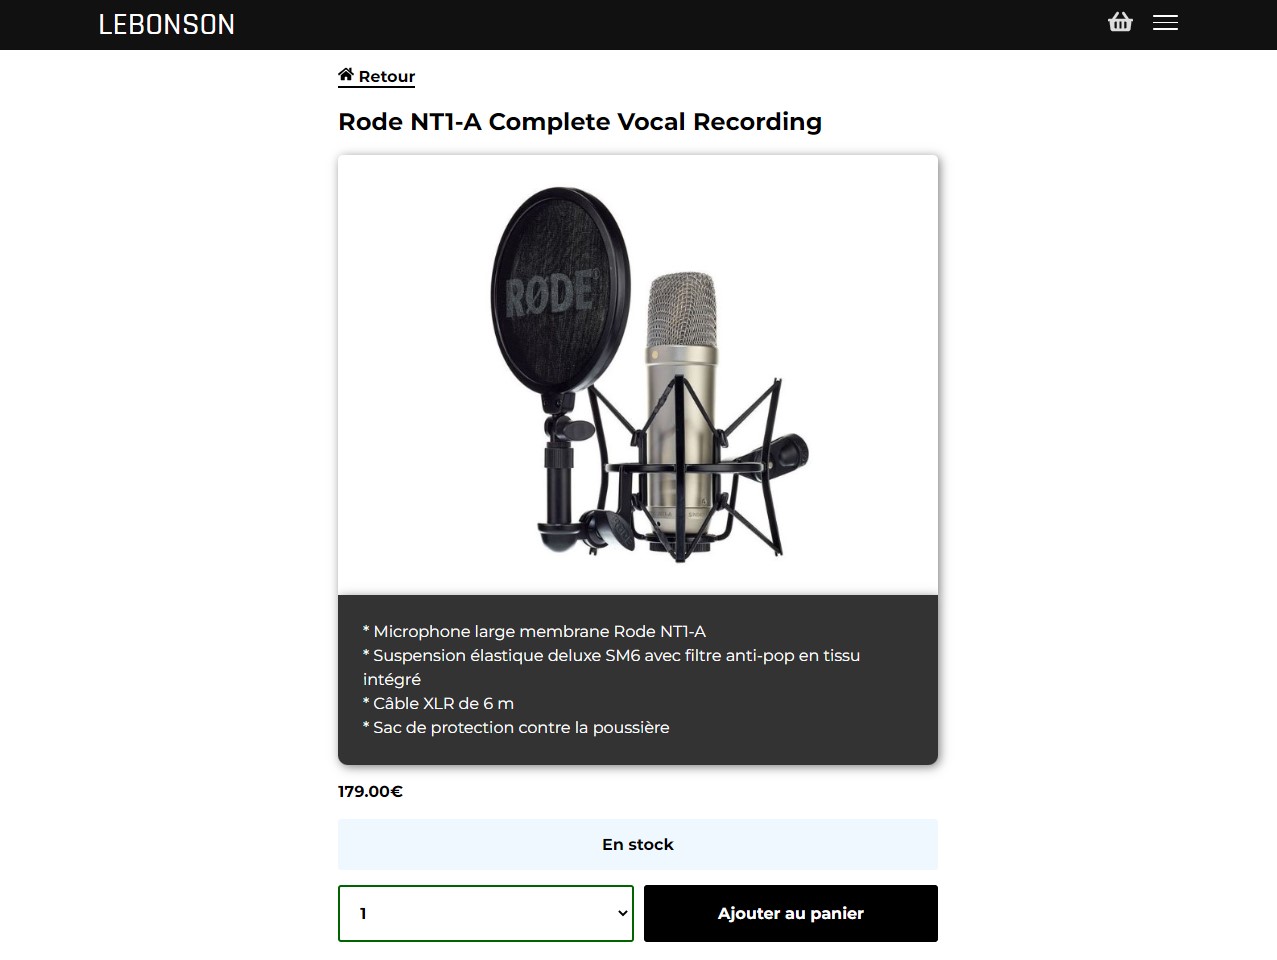 LEBONSON
Retour
Rode NT1-A Complete Vocal Recording
RØDE
* Microphone large membrane Rode NT1-A
* Suspension élastique deluxe SM6 avec filtre anti-pop en tissu
intégré
* Câble XLR de 6 m
* Sac de protection contre la poussière
179.00€
En stock
1
Ajouter au panier